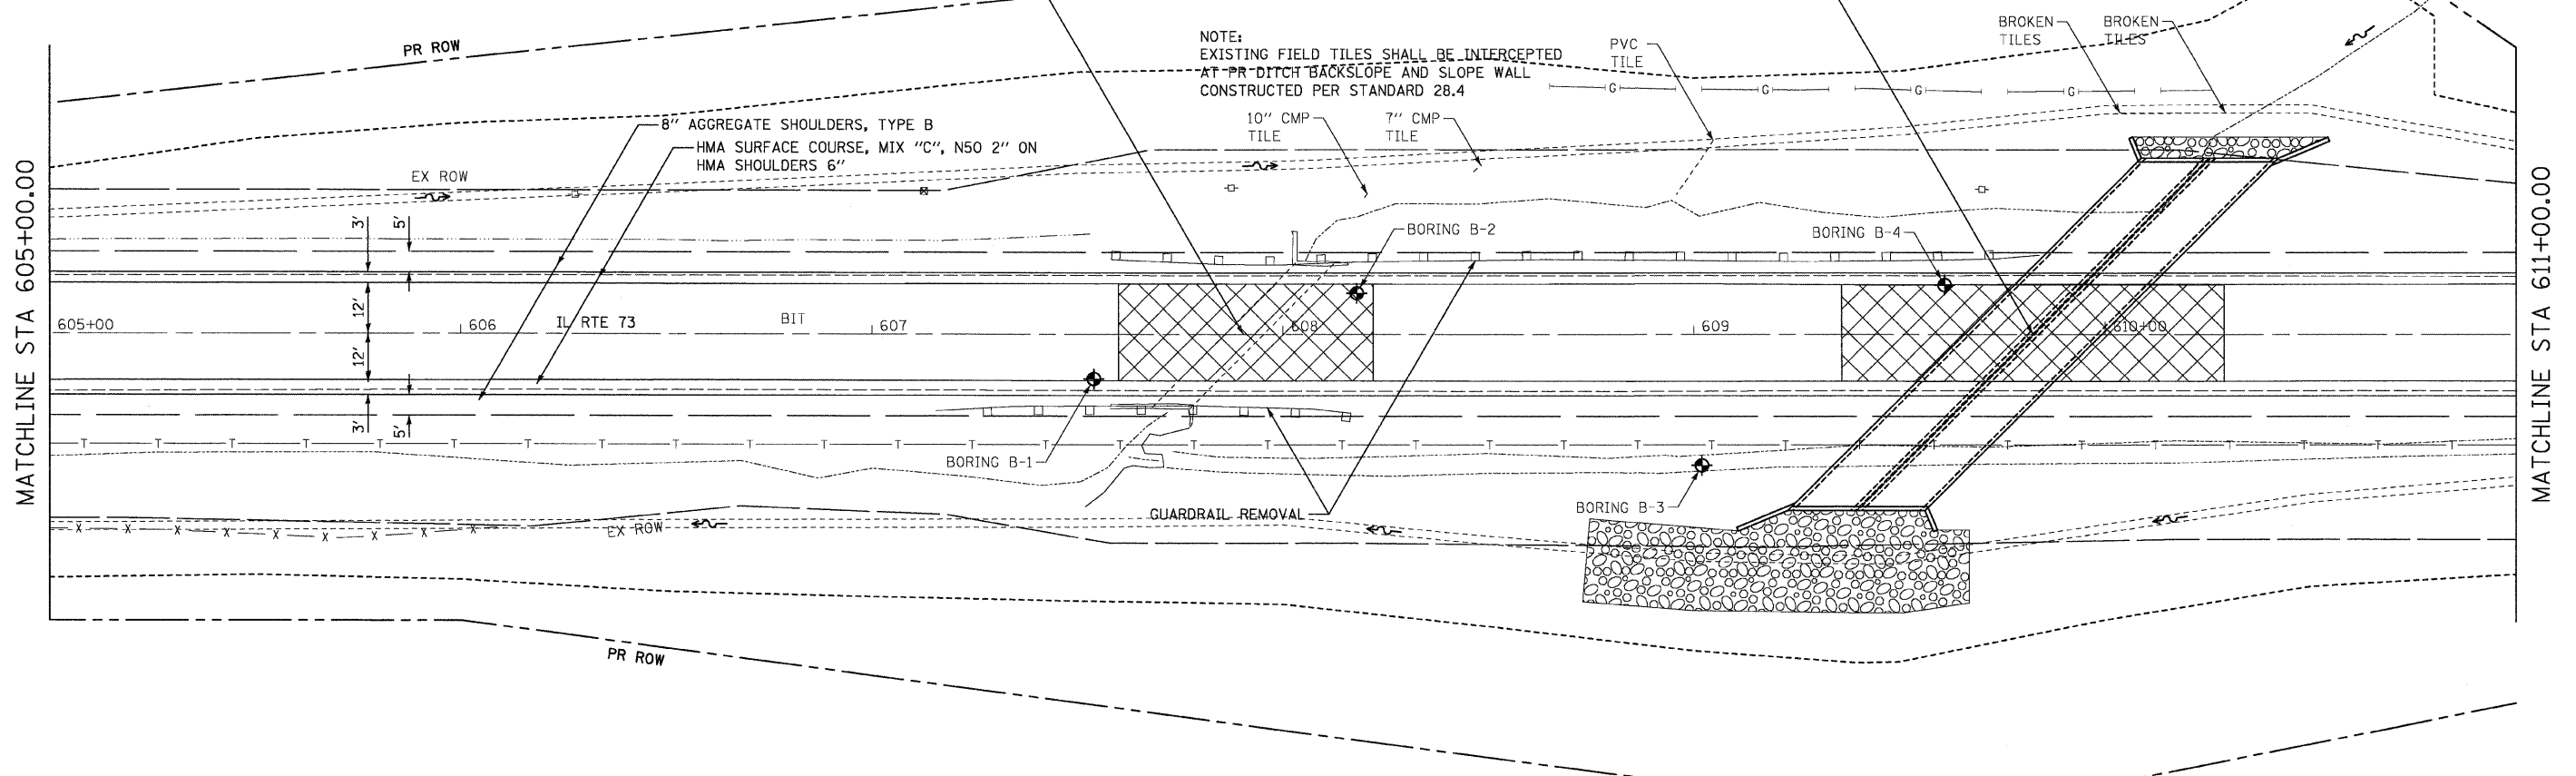 PR ROW
NOTE:
EXISTING FIELD TILES SHALL BE INTERCEPTED
AT PR DITCH BACKSLOPE AND SLOPE WALL
CONSTRUCTED PER STANDARD 28.4
PVC
TILE
BROKEN
TILES
BROKEN
TILES
G G G G
10" CMP
TILE
7" CMP
TILE
8" AGGREGATE SHOULDERS, TYPE B
HMA SURFACE COURSE, MIX "C", N50 2" ON
HMA SHOULDERS 6"
EX ROW
3'
5'
BORING B-2
BORING B-4
MATCHLINE STA 605+00.00
MATCHLINE STA 611+00.00
12'
605+00
606
IL RTE 73
BIT
607
608
609
610+00
12'
3'
5'
T T T T T T T T T T T T T T T T T T T T T T T T T T T T T T T T T
BORING B-1
BORING B-3
GUARDRAIL REMOVAL
X X X X X X X X X
EX ROW
PR ROW